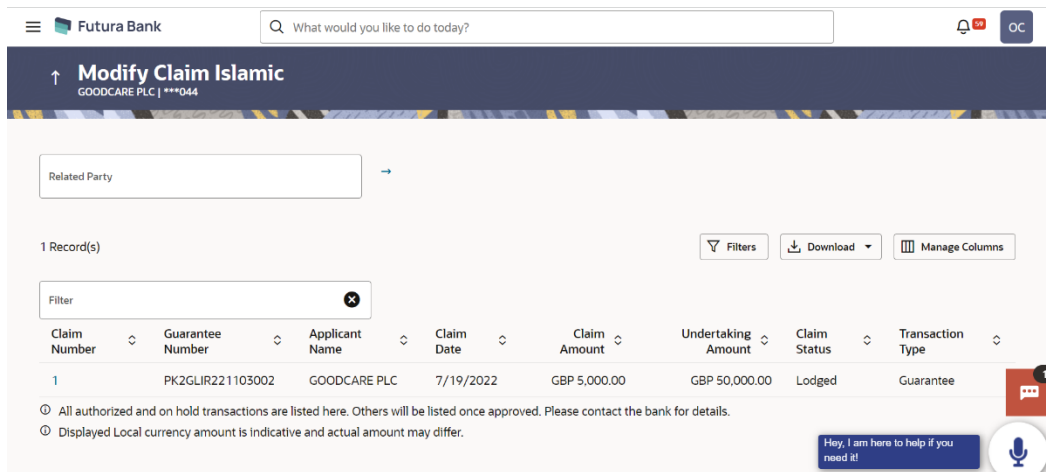 Futura Bank
What would you like to do today?
59
OC
↑ Modify Claim Islamic
GOODCARE PLC | ***044
Related Party →
1 Record(s)
Filters
Download
Manage Columns
Filter
Claim Number Guarantee Number Applicant Name Claim Date Claim Amount Undertaking Amount Claim Status Transaction Type
1 PK2GLIR221103002 GOODCARE PLC 7/19/2022 GBP 5,000.00 GBP 50,000.00 Lodged Guarantee
All authorized and on hold transactions are listed here. Others will be listed once approved. Please contact the bank for details.
Displayed Local currency amount is indicative and actual amount may differ.
1
Hey, I am here to help if you
need it!